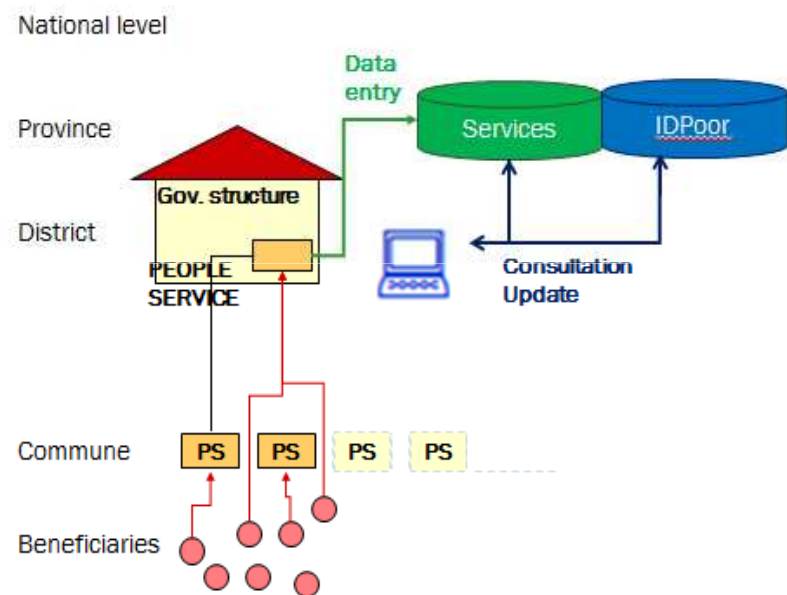 National level
Data
entry
Province
Services
IDPoor
Gov. structure
District
PEOPLE
SERVICE
Consultation
Update
Commune
PS
PS
PS
PS
Beneficiaries